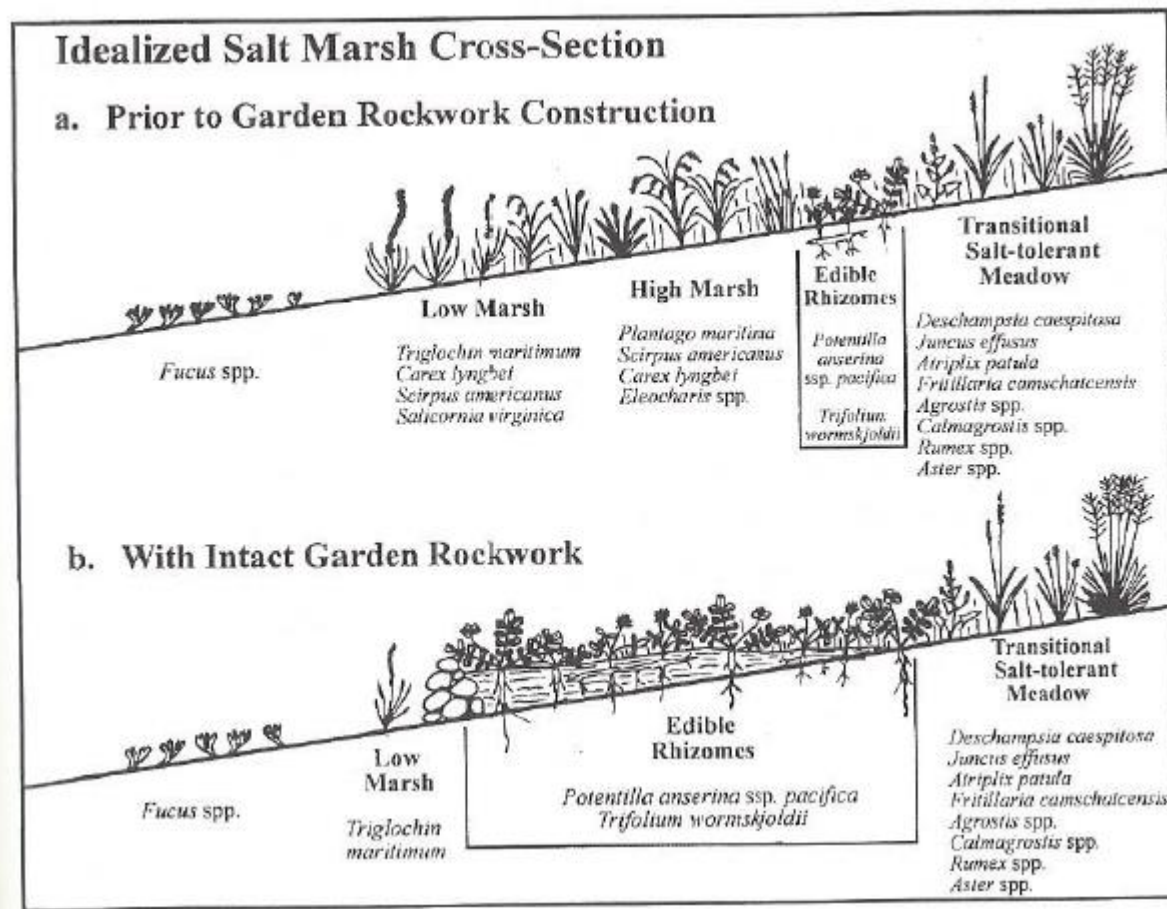 Idealized Salt Marsh Cross-Section
a. Prior to Garden Rockwork Construction
Fucus spp.
Low Marsh
Triglochin maritimum
Carex lyngbei
Scirpus americanus
Salicornia virginica
High Marsh
Plantago maritima
Scirpus americanus
Carex lyngbei
Eleocharis spp.
Edible
Rhizomes
Potentilla
anserina
ssp. pacifica
Trifolium
wormskjoldii
Transitional
Salt-tolerant
Meadow
Deschampsia caespitosa
Juncus effusus
Atriplix patula
Fritillaria camschatcensis
Agrostis spp.
Calmagrostis spp.
Rumex spp.
Aster spp.
b. With Intact Garden Rockwork
Fucus spp.
Low
Marsh
Triglochin
maritimum
Edible
Rhizomes
Potentilla anserina ssp. pacifica
Trifolium wormskjoldii
Transitional
Salt-tolerant
Meadow
Deschampsia caespitosa
Juncus effusus
Atriplix patula
Fritillaria camschatcensis
Agrostis spp.
Calmagrostis spp.
Rumex spp.
Aster spp.